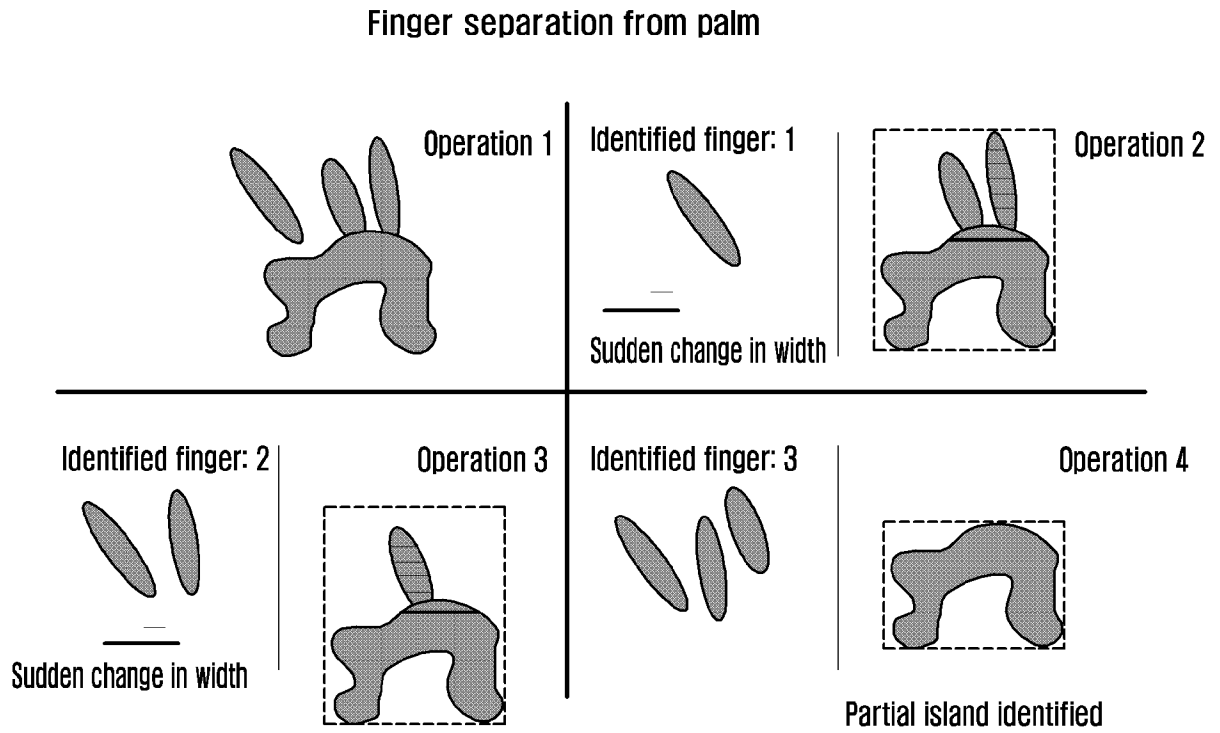 Finger separation from palm
Operation 1
Identified finger: 1
Operation 2
Sudden change in width
Identified finger: 2
Operation 3
Sudden change in width
Identified finger: 3
Operation 4
Partial island identified